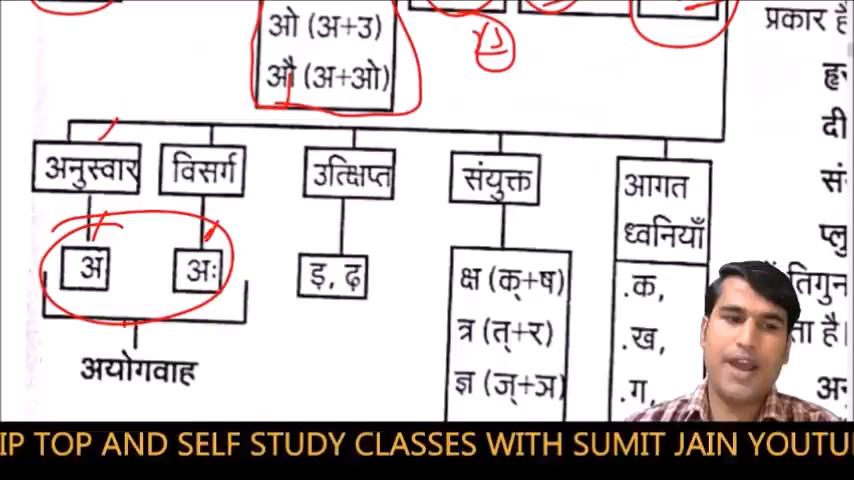 ओ (अ+उ)
औ (अ+ओ)
प्रकार है
अनुस्वार
विसर्ग
उत्क्षिप्त
संयुक्त
आगत
ध्वनियाँ
अ
अः
ड़, ढ़
क्ष (क्+ष)
त्र (त्+र)
ज्ञ (ज्+ञ)
.क,
.ख,
.ग,
अयोगवाह
IP TOP AND SELF STUDY CLASSES WITH SUMIT JAIN YOUTU